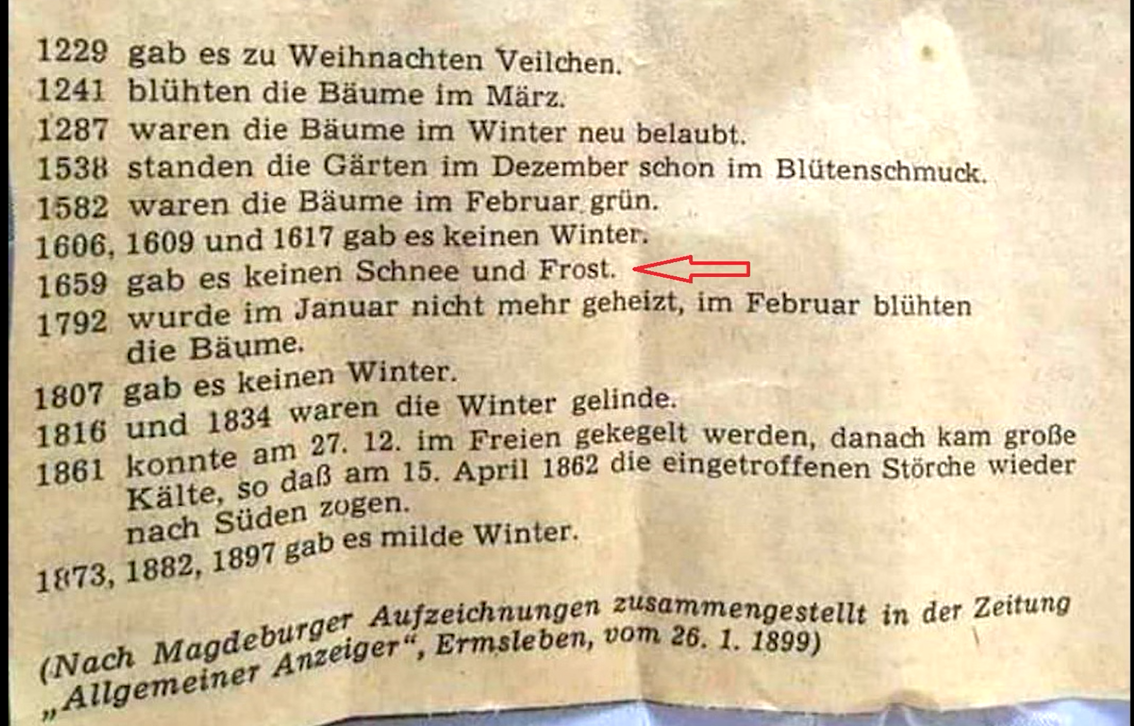 1229 gab es zu Weihnachten Veilchen.
1241 blühten die Bäume im März.
1287 waren die Bäume im Winter neu belaubt.
1538 standen die Gärten im Dezember schon im Blütenschmuck.
1582 waren die Bäume im Februar grün.
1606, 1609 und 1617 gab es keinen Winter.
1659 gab es keinen Schnee und Frost.
1792 wurde im Januar nicht mehr geheizt, im Februar blühten
die Bäume.
1807 gab es keinen Winter.
1816 und 1834 waren die Winter gelinde.
1861 konnte am 27. 12. im Freien gekegelt werden, danach kam große
Kälte, so daß am 15. April 1862 die eingetroffenen Störche wieder
nach Süden zogen.
1873, 1882, 1897 gab es milde Winter.
(Nach Magdeburger Aufzeichnungen zusammengestellt in der Zeitung
„Allgemeiner Anzeiger“, Ermsleben, vom 26. 1. 1899)